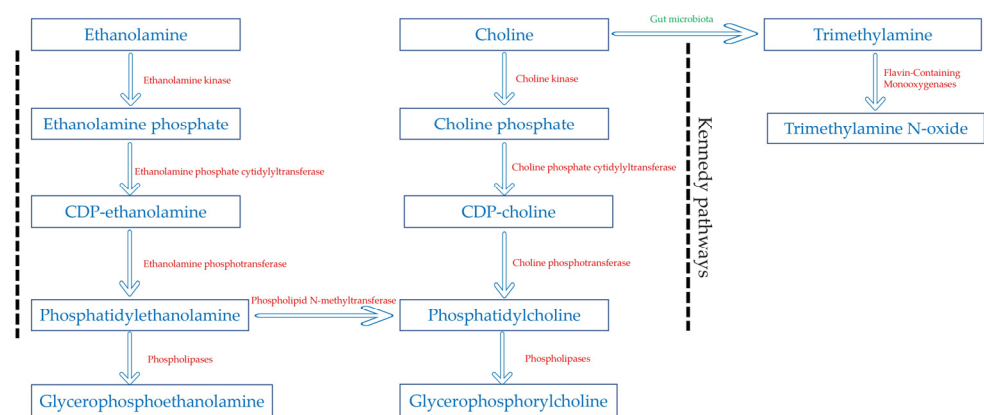 Gut microbiota
Ethanolamine
Choline
Trimethylamine
Ethanolamine kinase
Choline kinase
Flavin-Containing
Monooxygenases
Ethanolamine phosphate
Choline phosphate
Trimethylamine N-oxide
Ethanolamine phosphate cytidylyltransferase
Choline phosphate cytidylyltransferase
Kennedy pathways
CDP-ethanolamine
CDP-choline
Ethanolamine phosphotransferase
Choline phosphotransferase
Phospholipid N-methyltransferase
Phosphatidylethanolamine
Phosphatidylcholine
Phospholipases
Phospholipases
Glycerophosphoethanolamine
Glycerophosphorylcholine